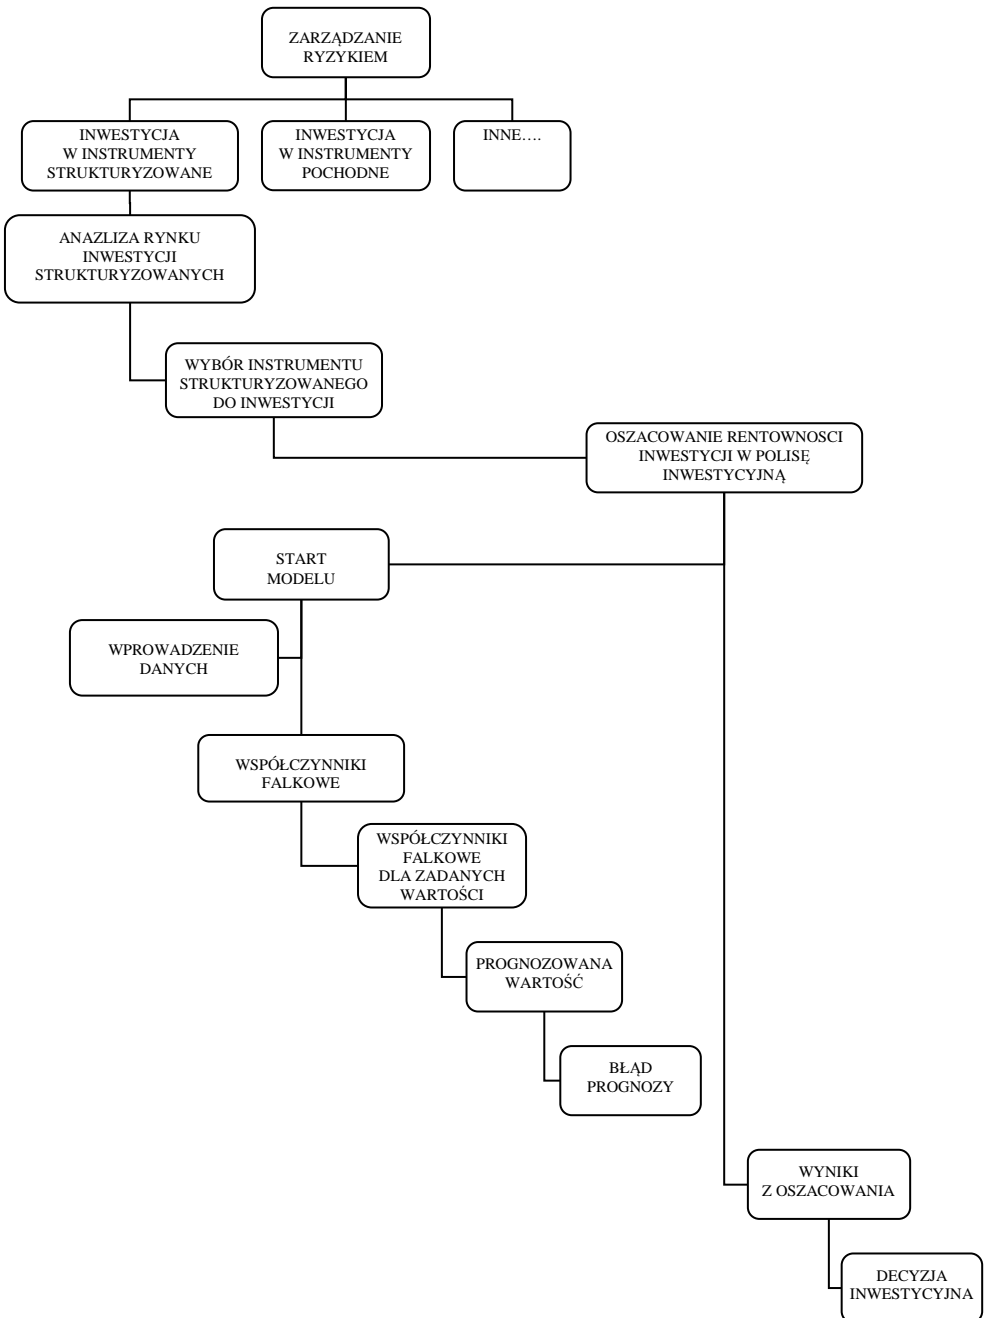 ZARZĄDZANIE
RYZYKIEM
INWESTYCJA
W INSTRUMENTY
STRUKTURYZOWANE
INWESTYCJA
W INSTRUMENTY
POCHODNE
INNE….
ANAZLIZA RYNKU
INWESTYCJI
STRUKTURYZOWANYCH
WYBÓR INSTRUMENTU
STRUKTURYZOWANEGO
DO INWESTYCJI
OSZACOWANIE RENTOWNOSCI
INWESTYCJI W POLISĘ
INWESTYCYJNĄ
START
MODELU
WPROWADZENIE
DANYCH
WSPÓŁCZYNNIKI
FALKOWE
WSPÓŁCZYNNIKI
FALKOWE
DLA ZADANYCH
WARTOŚCI
PROGNOZOWANA
WARTOŚĆ
BŁĄD
PROGNOZY
WYNIKI
Z OSZACOWANIA
DECYZJA
INWESTYCYJNA